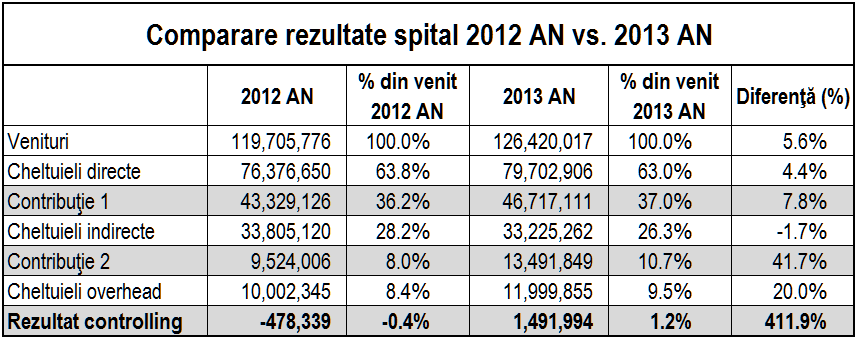 Comparare rezultate spital 2012 AN vs. 2013 AN
2012 AN % din venit 2012 AN 2013 AN % din venit 2013 AN Diferenţă (%)
Venituri 119,705,776 100.0% 126,420,017 100.0% 5.6%
Cheltuieli directe 76,376,650 63.8% 79,702,906 63.0% 4.4%
Contribuţie 1 43,329,126 36.2% 46,717,111 37.0% 7.8%
Cheltuieli indirecte 33,805,120 28.2% 33,225,262 26.3% -1.7%
Contribuţie 2 9,524,006 8.0% 13,491,849 10.7% 41.7%
Cheltuieli overhead 10,002,345 8.4% 11,999,855 9.5% 20.0%
Rezultat controlling -478,339 -0.4% 1,491,994 1.2% 411.9%